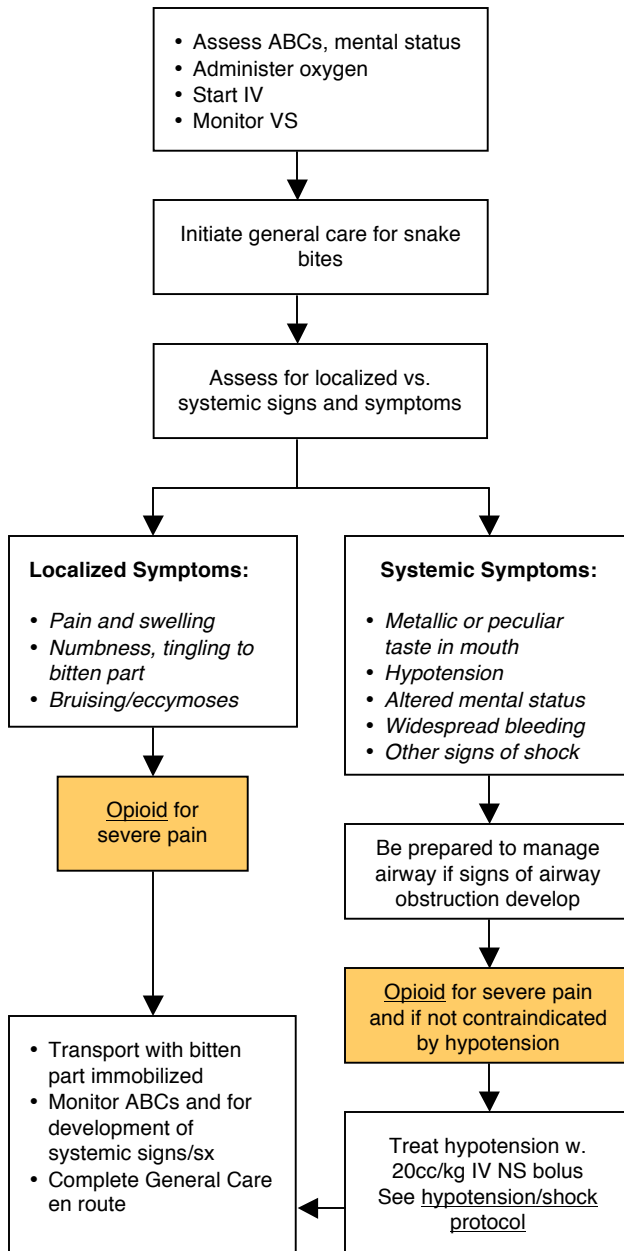 • Assess ABCs, mental status
• Administer oxygen
• Start IV
• Monitor VS
Initiate general care for snake
bites
Assess for localized vs.
systemic signs and symptoms
Localized Symptoms:
• Pain and swelling
• Numbness, tingling to
bitten part
• Bruising/eccymoses
Opioid for
severe pain
Systemic Symptoms:
• Metallic or peculiar
taste in mouth
• Hypotension
• Altered mental status
• Widespread bleeding
• Other signs of shock
Be prepared to manage
airway if signs of airway
obstruction develop
Opioid for severe pain
and if not contraindicated
by hypotension
Treat hypotension w.
20cc/kg IV NS bolus
See hypotension/shock
protocol
• Transport with bitten
part immobilized
• Monitor ABCs and for
development of
systemic signs/sx
• Complete General Care
en route